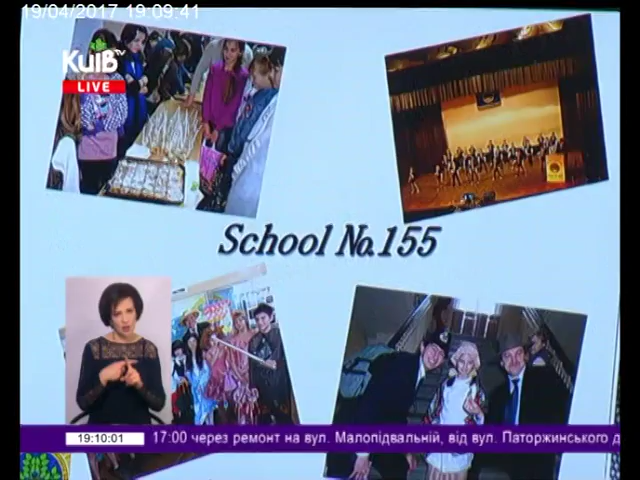 19/04/2017 19:09:41
Київ TV
LIVE
School №155
19:10:01
17:00 через ремонт на вул. Малопідвальній, від вул. Паторжинського д